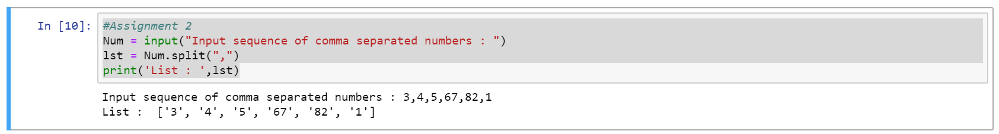 In [10]: #Assignment 2
Num = input("Input sequence of comma separated numbers : ")
lst = Num.split(",")
print('List : ',lst)
Input sequence of comma separated numbers : 3,4,5,67,82,1
List :  ['3', '4', '5', '67', '82', '1']